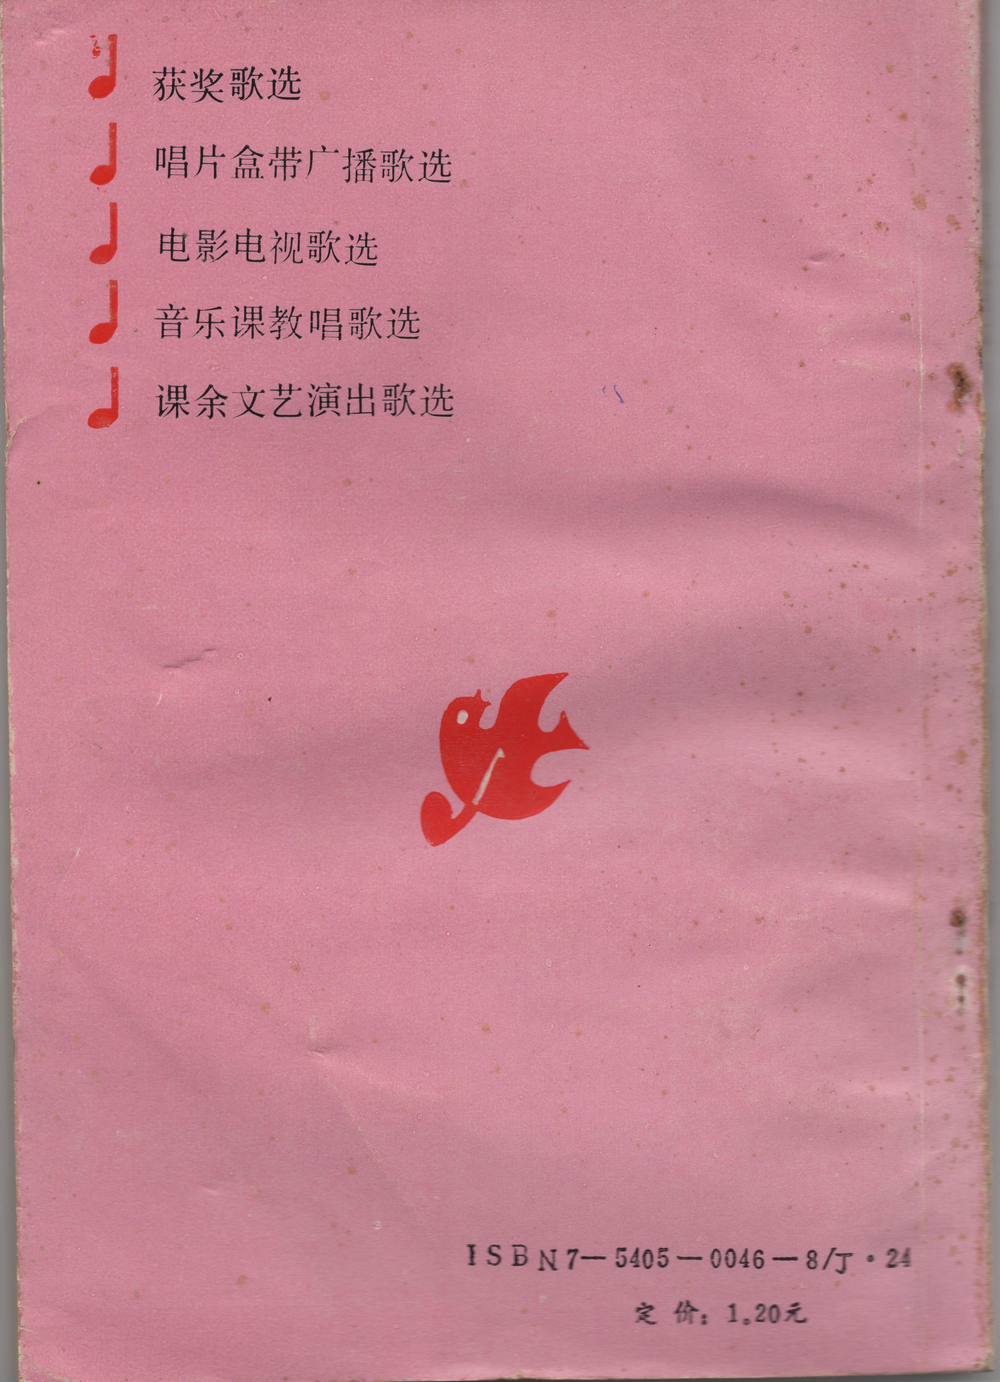 获奖歌选
唱片盒带广播歌选
电影电视歌选
音乐课教唱歌选
课余文艺演出歌选
ISBN7—5405—0046—8/J·24
定价：1.20元